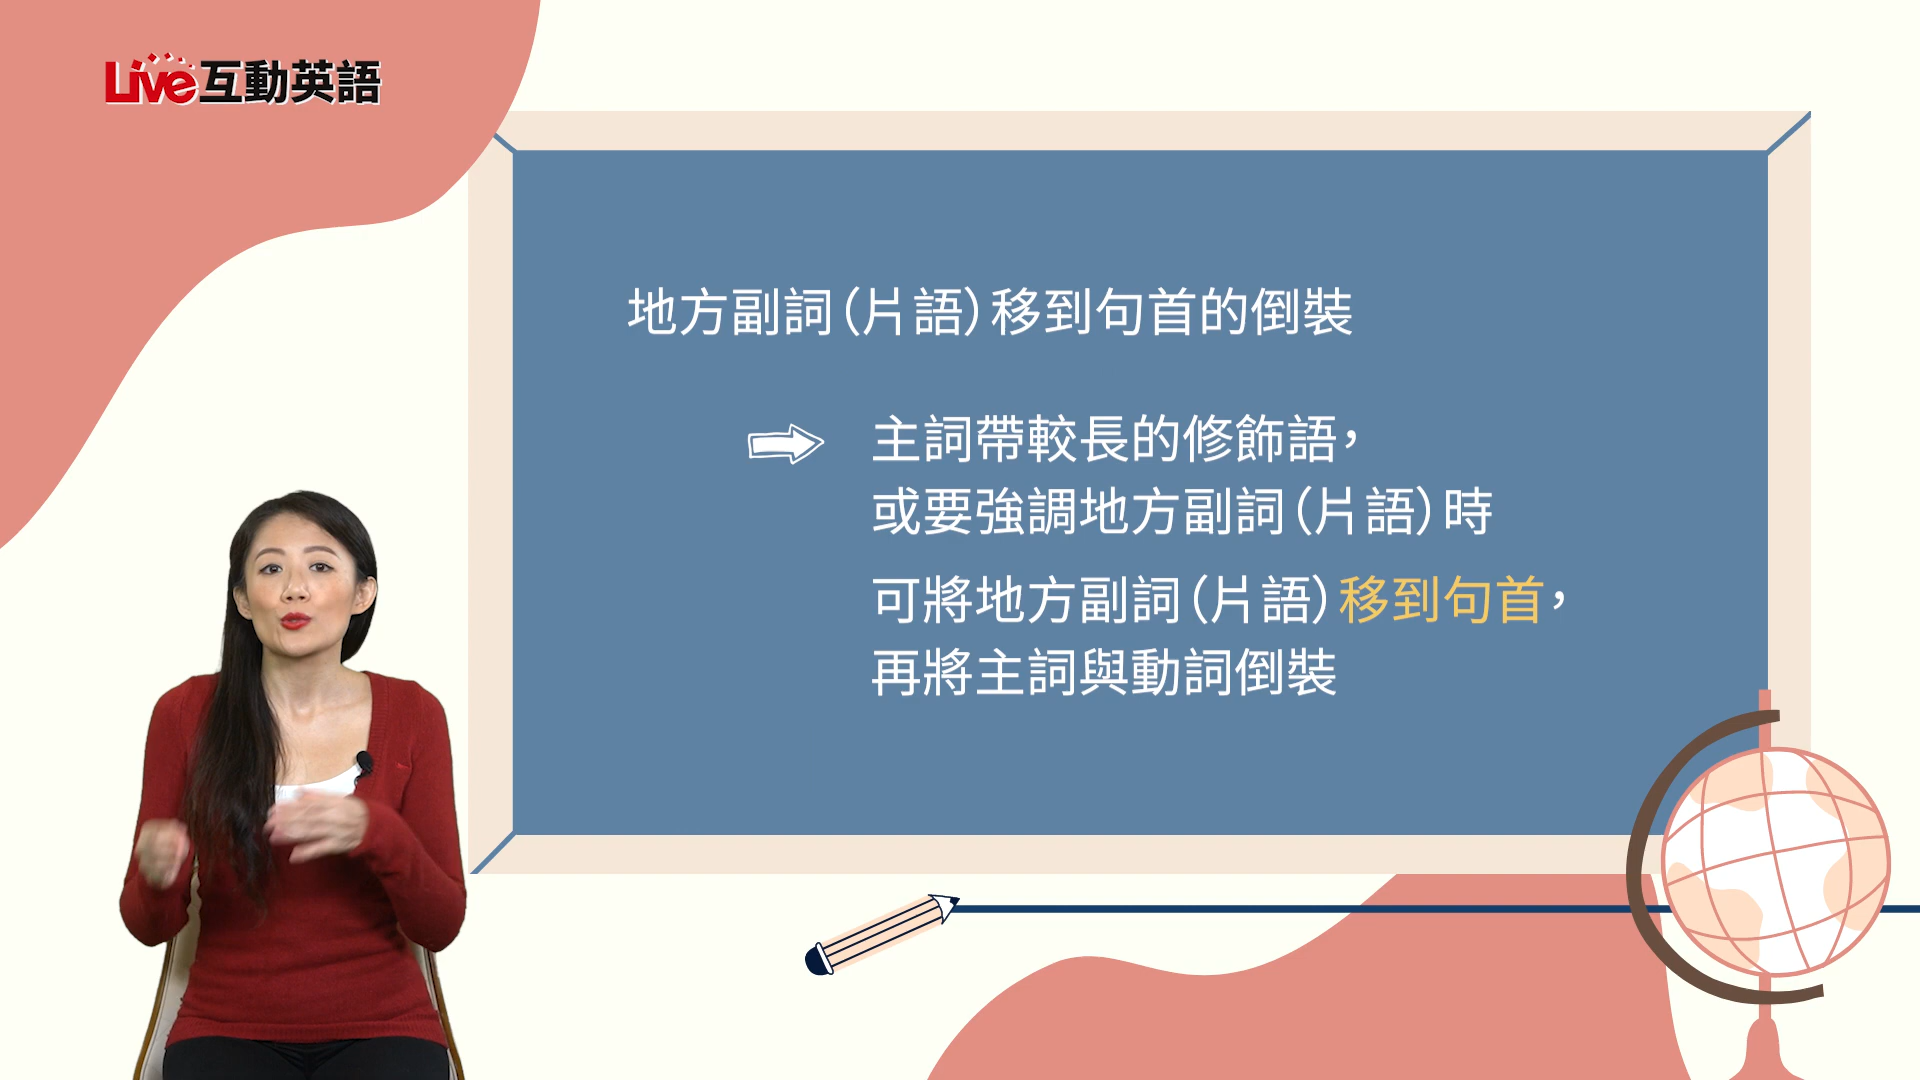 Live互動英語
地方副詞（片語）移到句首的倒裝
主詞帶較長的修飾語，
或要強調地方副詞（片語）時
可將地方副詞（片語）移到句首，
再將主詞與動詞倒裝